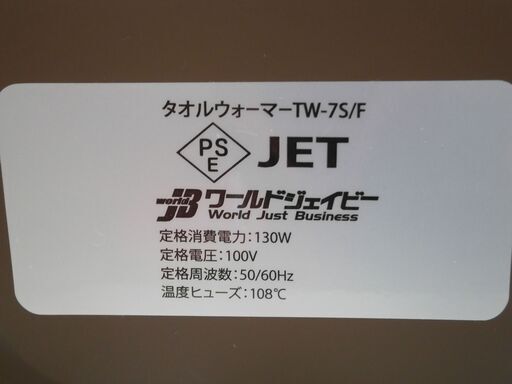 タオルウォーマーTW-7S/F
PS
E JET
world JB ワールドジェイビー
World Just Business
定格消費電力:130W
定格電圧:100V
定格周波数:50/60Hz
温度ヒューズ:108℃